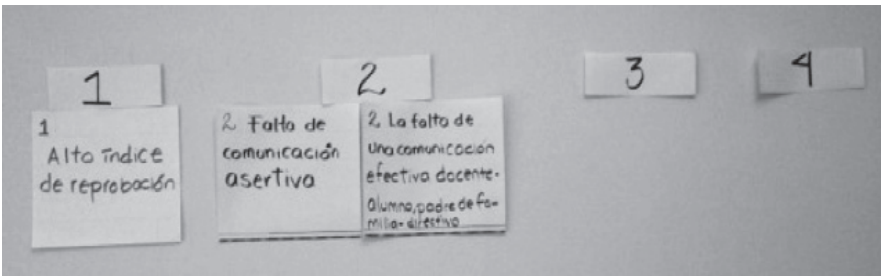 1
1
Alto índice
de reprobación
2
2 Falta de
comunicación
asertiva
2 La falta de
una comunicación
efectiva docente-
alumno, padre de fa-
milia-directivo
3
4